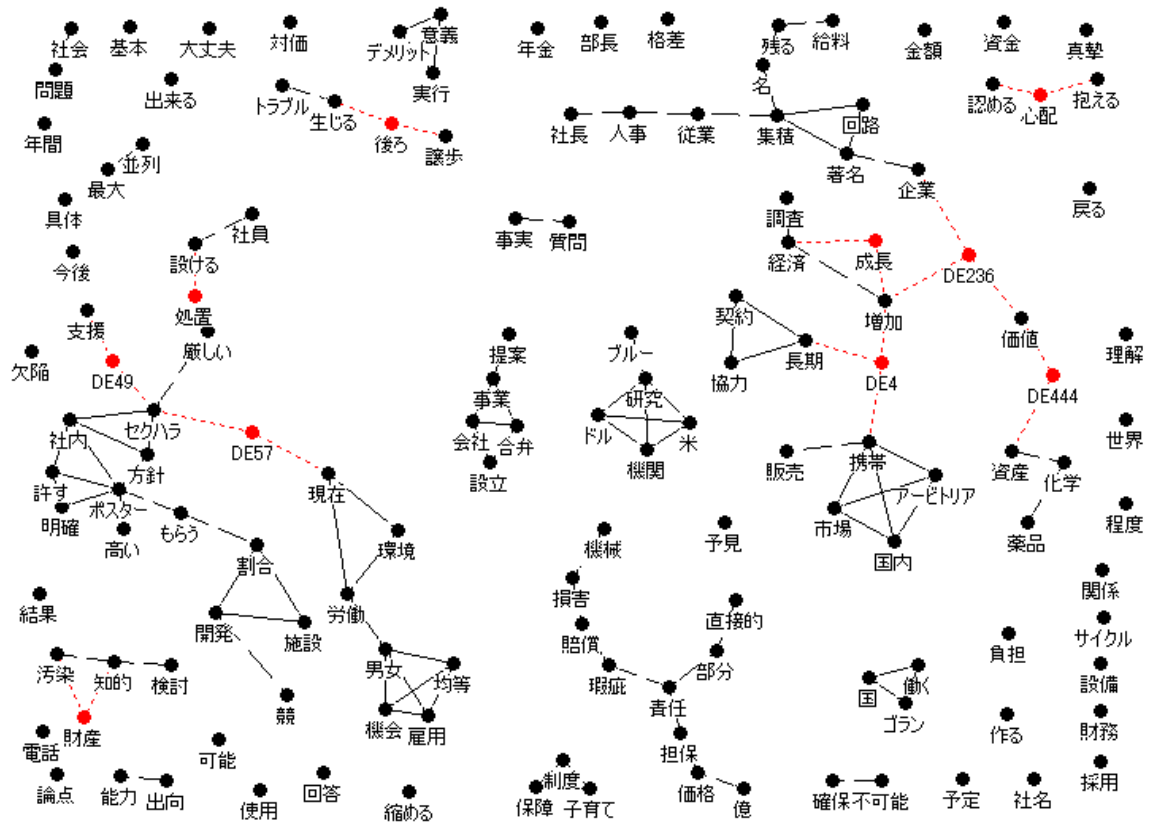 社会
基本
大丈夫
対価
デメリット
意義
年金
部長
格差
残る
給料
金額
資金
真摯
問題
出来る
トラブル
生じる
実行
名
認める
心配
抱える
年間
後ろ
譲歩
社長
人事
従業
集積
回路
並列
最大
著名
企業
具体
社員
事実
質問
調査
戻る
今後
設ける
経済
成長
DE236
支援
処置
契約
増加
価値
欠陥
厳しい
提案
ブルー
長期
理解
DE49
事業
研究
協力
DE4
DE444
社内
セクハラ
DE57
会社
合弁
ドル
米
世界
方針
設立
機関
販売
携帯
資産
化学
許す
ポスター
現在
アービトリア
明確
高い
もらう
環境
機械
予見
市場
国内
薬品
程度
割合
損害
関係
結果
開発
施設
労働
賠償
直接的
負担
サイクル
汚染
知的
検討
男女
均等
瑕疵
部分
国
働く
設備
競
責任
ゴラン
電話
財産
可能
機会
雇用
担保
作る
財務
論点
能力
出向
使用
回答
縮める
制度
保障
子育て
価格
億
確保
不可能
予定
社名
採用